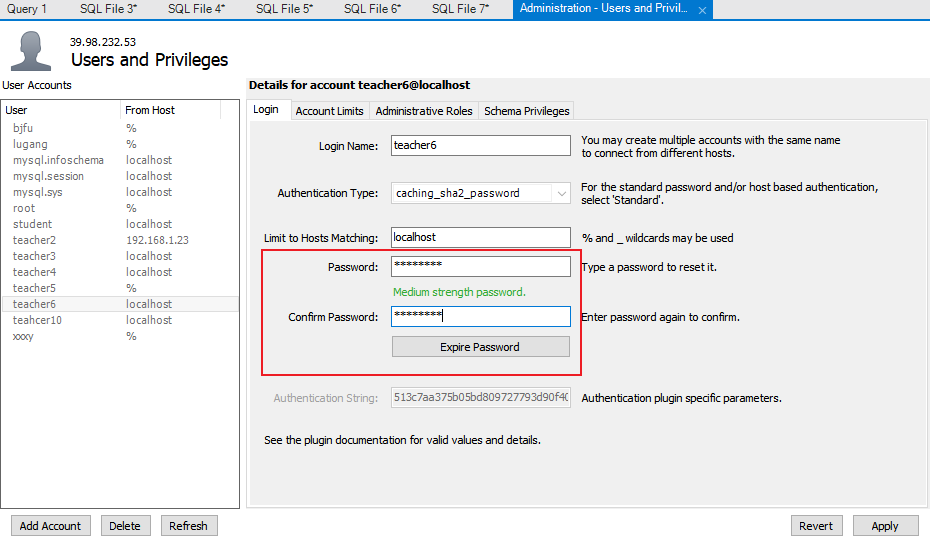 Query 1 SQL File 3* SQL File 4* SQL File 5* SQL File 6* SQL File 7* Administration - Users and Privil... ×
39.98.232.53
Users and Privileges
User Accounts
User From Host
bjfu %
lugang %
mysql.infoschema localhost
mysql.session localhost
mysql.sys localhost
root %
student localhost
teacher2 192.168.1.23
teacher3 localhost
teacher4 localhost
teacher5 %
teacher6 localhost
teahcer10 localhost
xxxy %
Add Account Delete Refresh
Details for account teacher6@localhost
Login Account Limits Administrative Roles Schema Privileges
Login Name: teacher6 You may create multiple accounts with the same name
to connect from different hosts.
Authentication Type: caching_sha2_password For the standard password and/or host based authentication,
select 'Standard'.
Limit to Hosts Matching: localhost % and _ wildcards may be used
Password: ******** Type a password to reset it.
Medium strength password.
Confirm Password: ******** Enter password again to confirm.
Expire Password
Authentication String: 513c7aa375b05bd809727793d90f40 Authentication plugin specific parameters.
See the plugin documentation for valid values and details.
Revert Apply